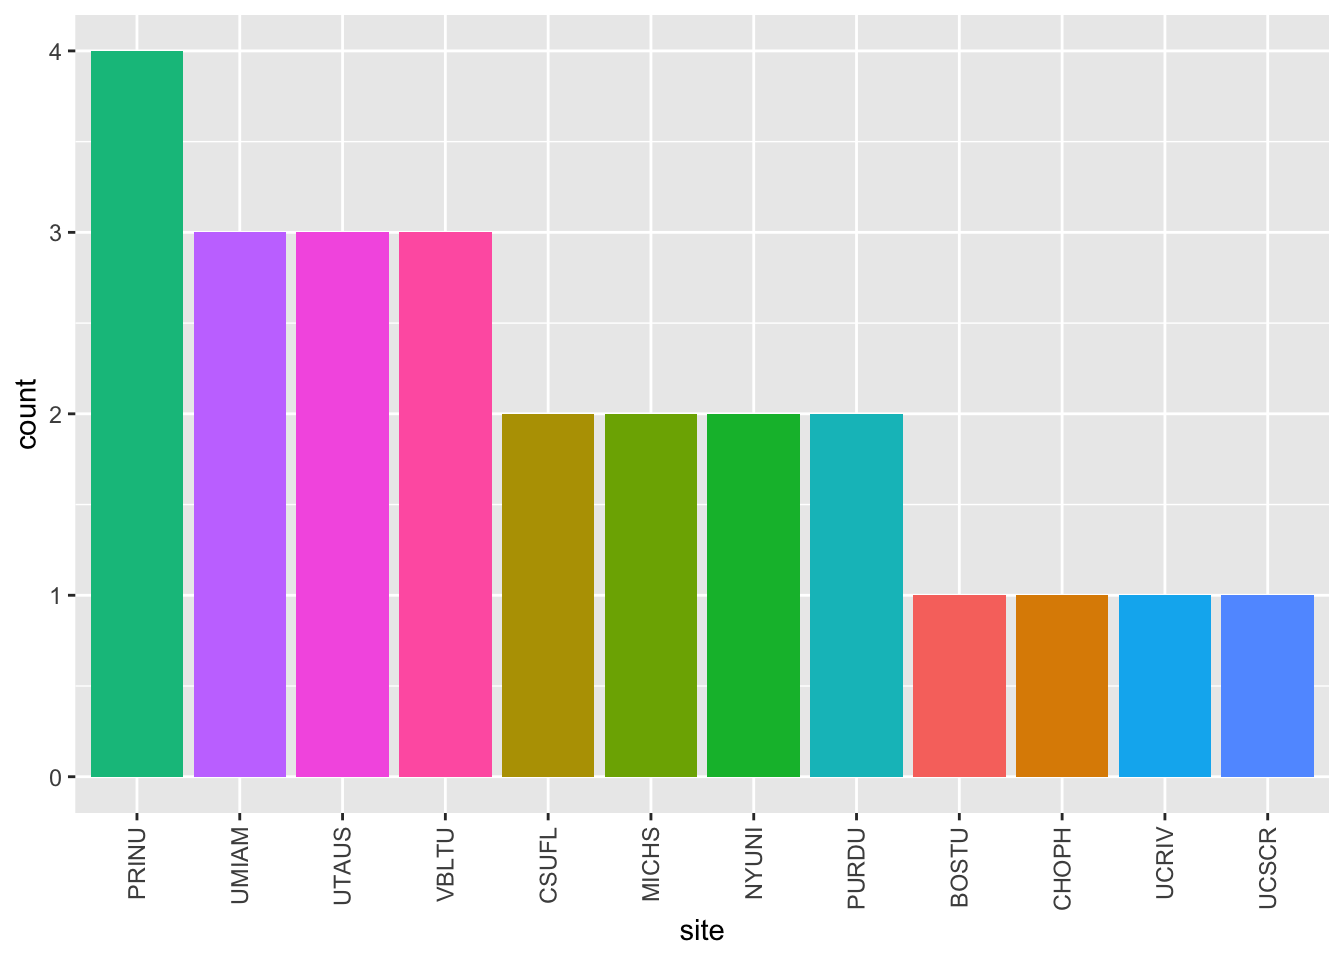 4
3
2
1
0
count
PRINU
UMIAM
UTAUS
VBLTU
CSUFL
MICHS
NYUNI
PURDU
BOSTU
CHOPH
UCRIV
UCSCR
site